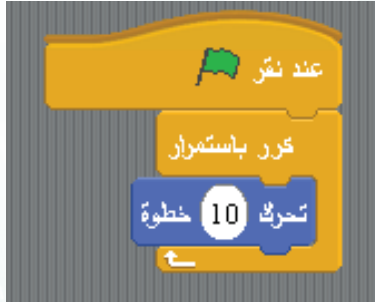 عند نقر
كرر باستمرار
تحرك 10 خطوة